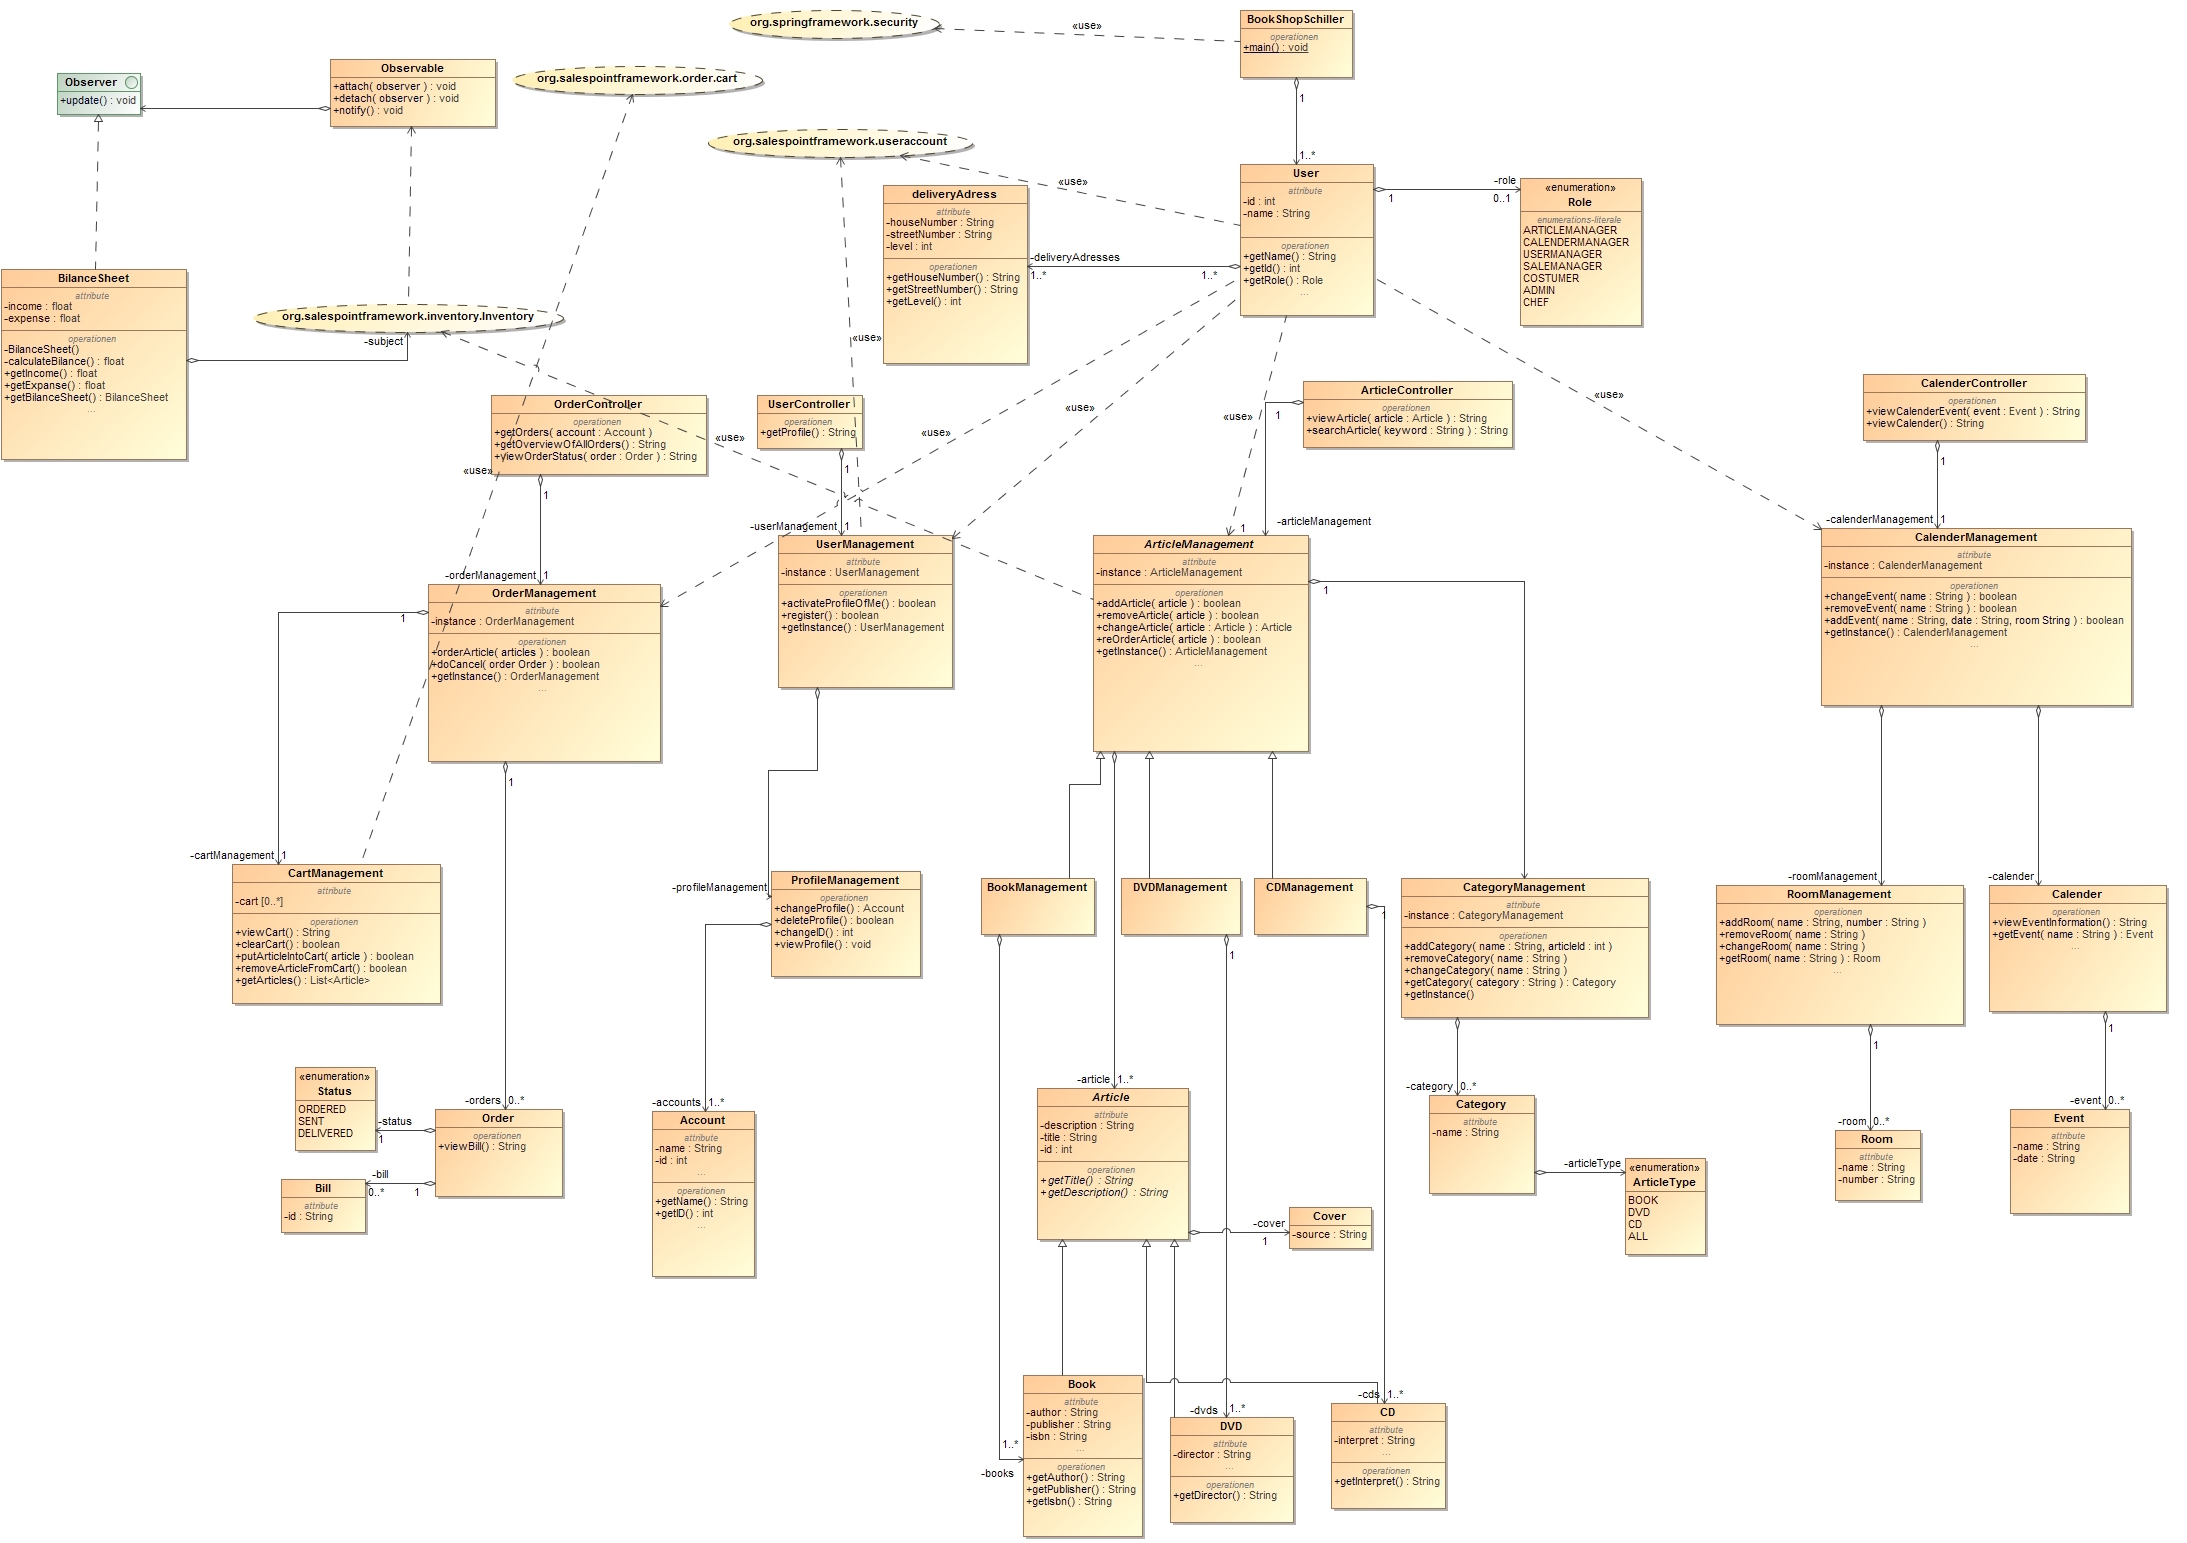 org.springframework.security
«use»
BookShopSchiller
operationen
+main() : void
1
1..*
Observer
+update() : void
Observable
+attach( observer ) : void
+detach( observer ) : void
+notify() : void
org.salespointframework.order.cart
org.salespointframework.useraccount
«use»
User
attribute
-id : int
-name : String
operationen
+getName() : String
+getId() : int
+getRole() : Role
...
-role
1
0..1
«enumeration»
Role
enumerations-literale
ARTICLEMANAGER
CALENDERMANAGER
USERMANAGER
SALEMANAGER
COSTUMER
ADMIN
CHEF
deliveryAdress
attribute
-houseNumber : String
-streetNumber : String
-level : int
operationen
+getHouseNumber() : String
+getStreetNumber() : String
+getLevel() : int
-deliveryAdresses
1..*
1..*
BilanceSheet
attribute
-income : float
-expense : float
operationen
-BilanceSheet()
-calculateBilance() : float
+getIncome() : float
+getExpanse() : float
+getBilanceSheet() : BilanceSheet
...
org.salespointframework.inventory.Inventory
-subject
«use»
OrderController
operationen
+getOrders( account : Account )
+getOverviewOfAllOrders() : String
+viewOrderStatus( order : Order ) : String
«use»
«use»
UserController
operationen
+getProfile() : String
«use»
«use»
«use»
«use»
ArticleController
operationen
+viewArticle( article : Article ) : String
+searchArticle( keyword : String ) : String
1
CalenderController
operationen
+viewCalenderEvent( event : Event ) : String
+viewCalender() : String
1
1
1
-orderManagement
1
-userManagement
1
1
-articleManagement
-calenderManagement
1
OrderManagement
attribute
-instance : OrderManagement
operationen
+orderArticle( articles ) : boolean
+doCancel( order Order ) : boolean
+getInstance() : OrderManagement
...
1
1
UserManagement
attribute
-instance : UserManagement
operationen
+activateProfileOfMe() : boolean
+register() : boolean
+getInstance() : UserManagement
ArticleManagement
attribute
-instance : ArticleManagement
operationen
+addArticle( article ) : boolean
+removeArticle( article ) : boolean
+changeArticle( article : Article ) : Article
+reOrderArticle( article ) : boolean
+getInstance() : ArticleManagement
...
1
CalenderManagement
attribute
-instance : CalenderManagement
operationen
+changeEvent( name : String ) : boolean
+removeEvent( name : String ) : boolean
+addEvent( name : String, date : String, room String ) : boolean
+getInstance() : CalenderManagement
...
-cartManagement
1
CartManagement
attribute
-cart [0..*]
operationen
+viewCart() : String
+clearCart() : boolean
+putArticleIntoCart( article ) : boolean
+removeArticleFromCart() : boolean
+getArticles() : List<Article>
-profileManagement
ProfileManagement
operationen
+changeProfile() : Account
+deleteProfile() : boolean
+changeID() : int
+viewProfile() : void
BookManagement
DVDManagement
1
CDManagement
1
CategoryManagement
attribute
-instance : CategoryManagement
operationen
+addCategory( name : String, articleId : int )
+removeCategory( name : String )
+changeCategory( name : String )
+getCategory( category : String ) : Category
+getInstance()
-roomManagement
RoomManagement
operationen
+addRoom( name : String, number : String )
+removeRoom( name : String )
+changeRoom( name : String )
+getRoom( name : String ) : Room
...
1
-calender
Calender
operationen
+viewEventInformation() : String
+getEvent( name : String ) : Event
...
1
«enumeration»
Status
ORDERED
SENT
DELIVERED
-status
1
-orders
0..*
Order
operationen
+viewBill() : String
-bill
0..*
1
Bill
attribute
-id : String
-accounts
1..*
Account
attribute
-name : String
-id : int
...
operationen
+getName() : String
+getID() : int
...
-article
1..*
Article
attribute
-description : String
-title : String
-id : int
operationen
+getTitle() : String
+getDescription() : String
-cover
1
Cover
-source : String
-category
0..*
Category
attribute
-name : String
-articleType
«enumeration»
ArticleType
BOOK
DVD
CD
ALL
-room
0..*
Room
attribute
-name : String
-number : String
-event
0..*
Event
attribute
-name : String
-date : String
1..*
-books
Book
attribute
-author : String
-publisher : String
-isbn : String
...
operationen
+getAuthor() : String
+getPublisher() : String
+getIsbn() : String
-dvds
1..*
DVD
attribute
-director : String
...
operationen
+getDirector() : String
-cds
1..*
CD
attribute
-interpret : String
...
operationen
+getInterpret() : String